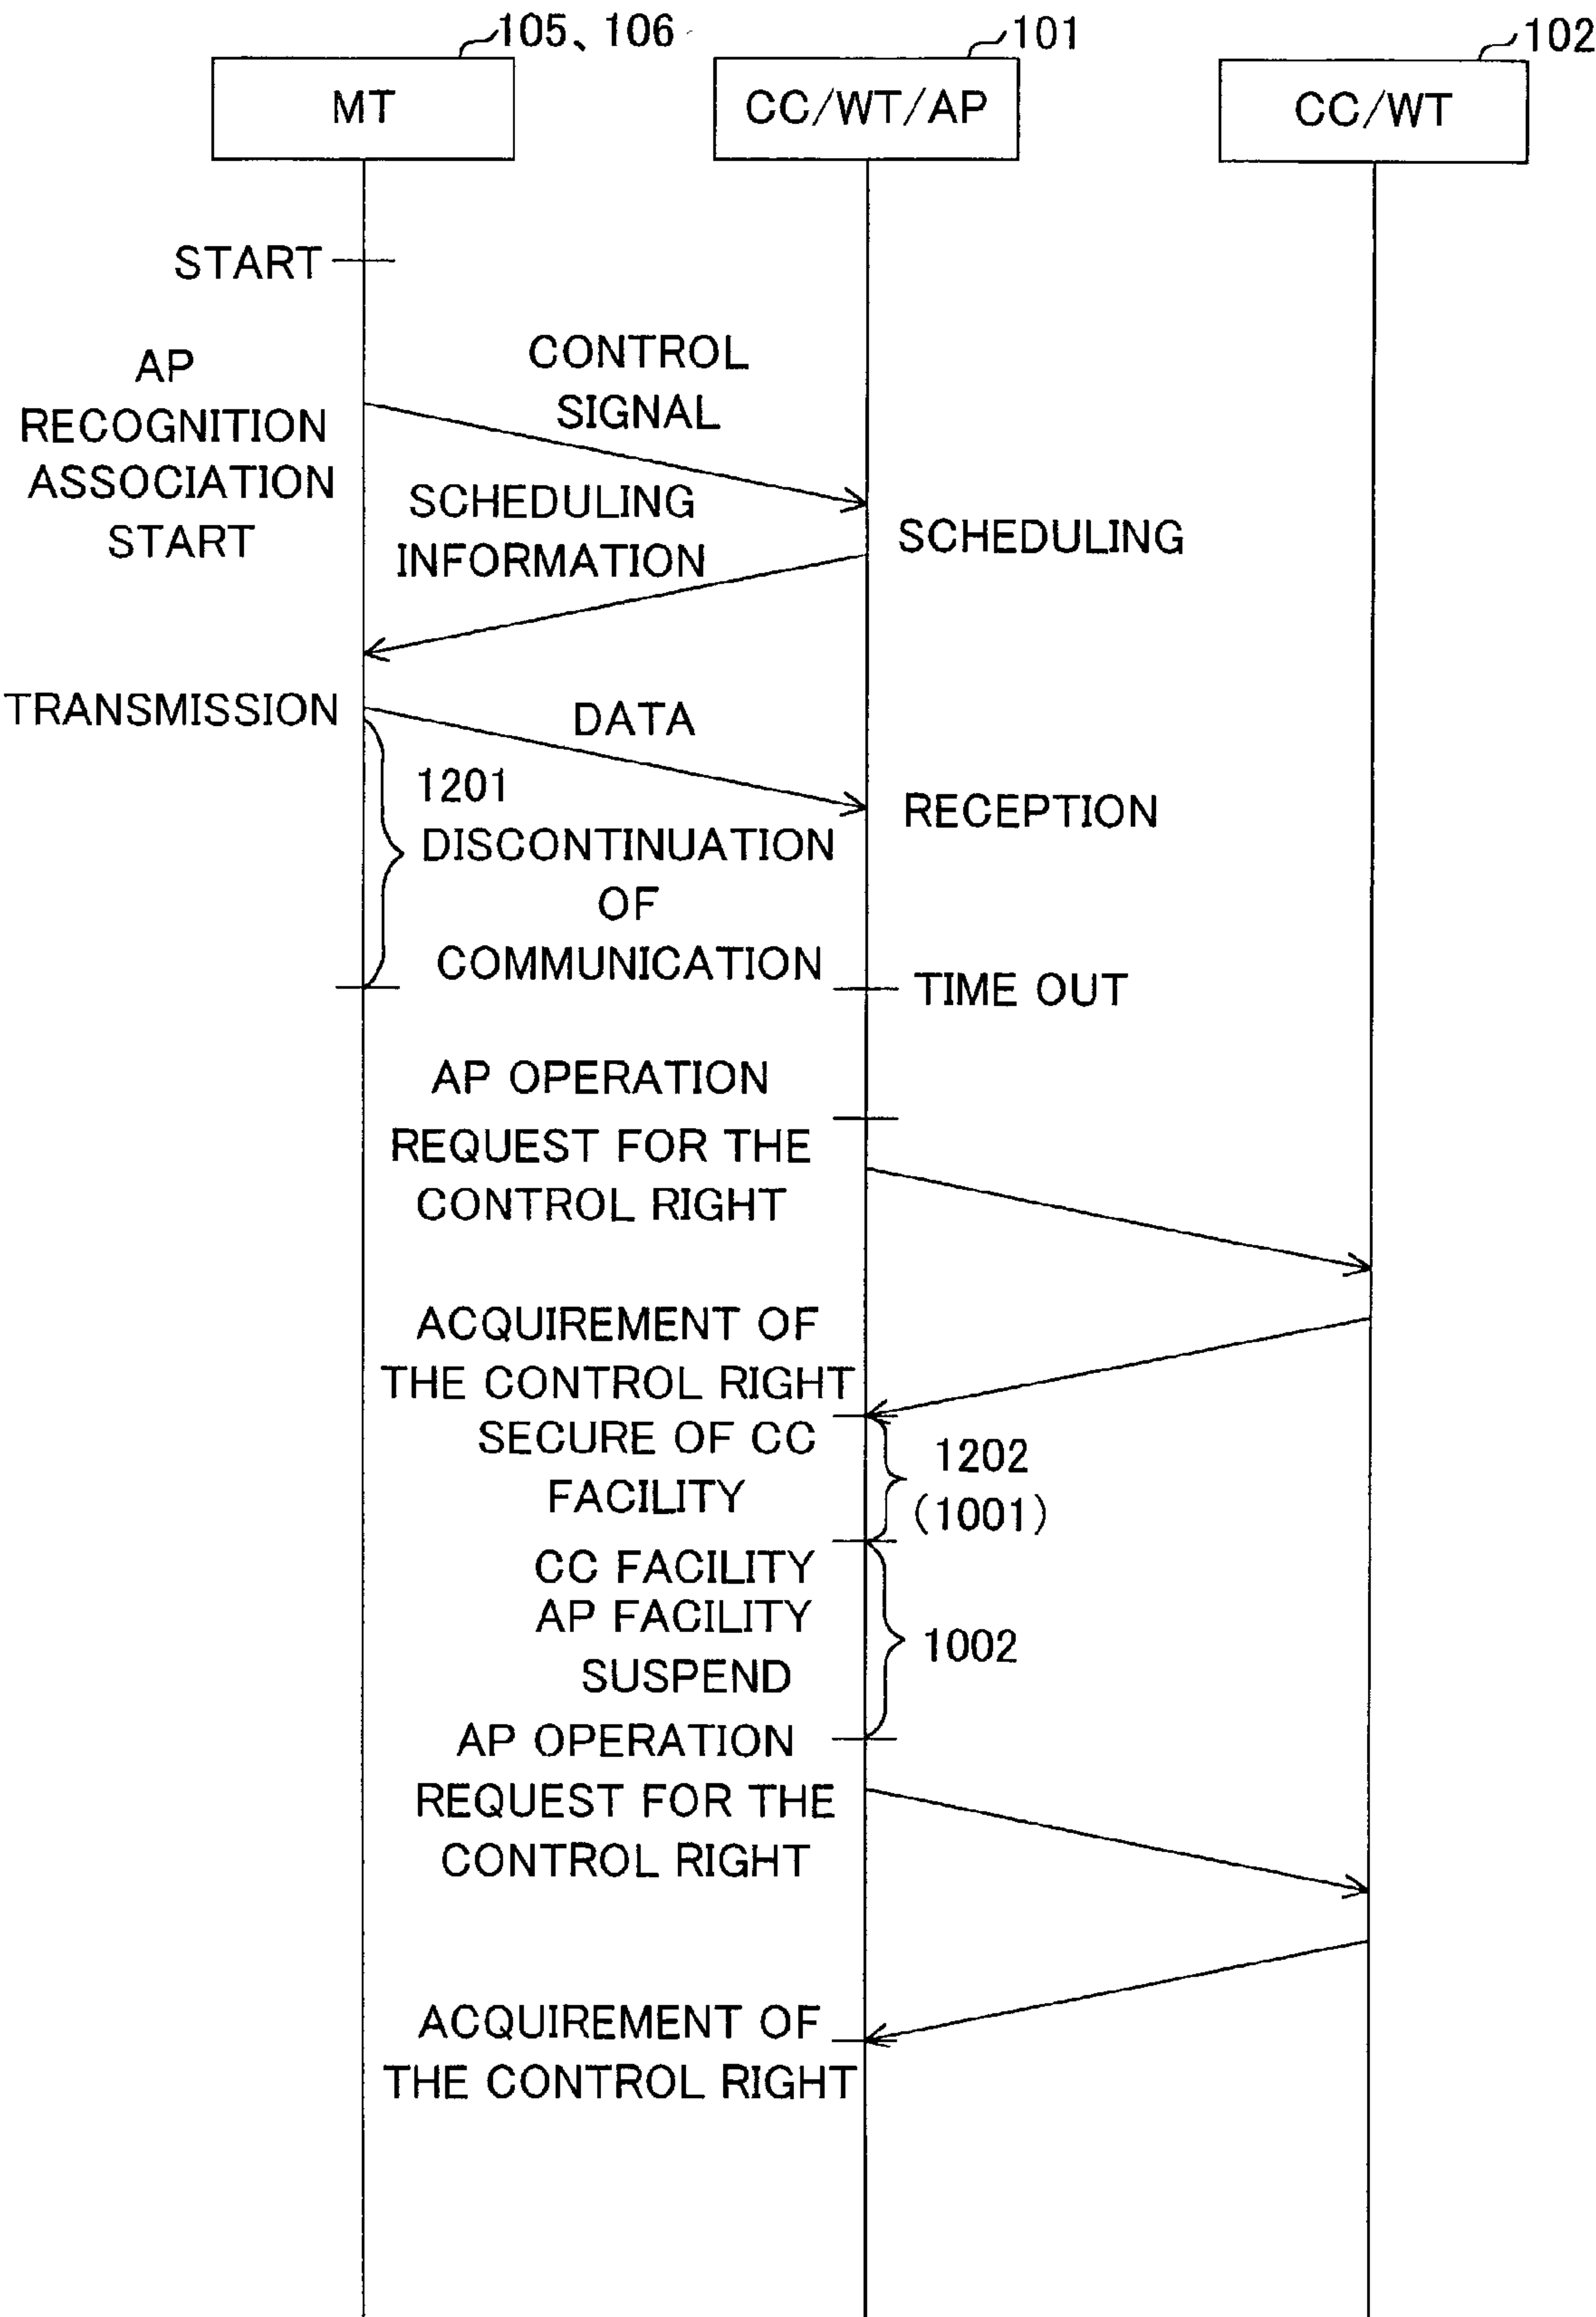 105、106
101
102
MT
CC/WT/AP
CC/WT
START
CONTROL
SIGNAL
AP
RECOGNITION
ASSOCIATION
START
SCHEDULING
INFORMATION
SCHEDULING
TRANSMISSION
DATA
1201
DISCONTINUATION
OF
COMMUNICATION
RECEPTION
TIME OUT
AP OPERATION
REQUEST FOR THE
CONTROL RIGHT
ACQUIREMENT OF
THE CONTROL RIGHT
SECURE OF CC
FACILITY
1202
(1001)
CC FACILITY
AP FACILITY
SUSPEND
1002
AP OPERATION
REQUEST FOR THE
CONTROL RIGHT
ACQUIREMENT OF
THE CONTROL RIGHT